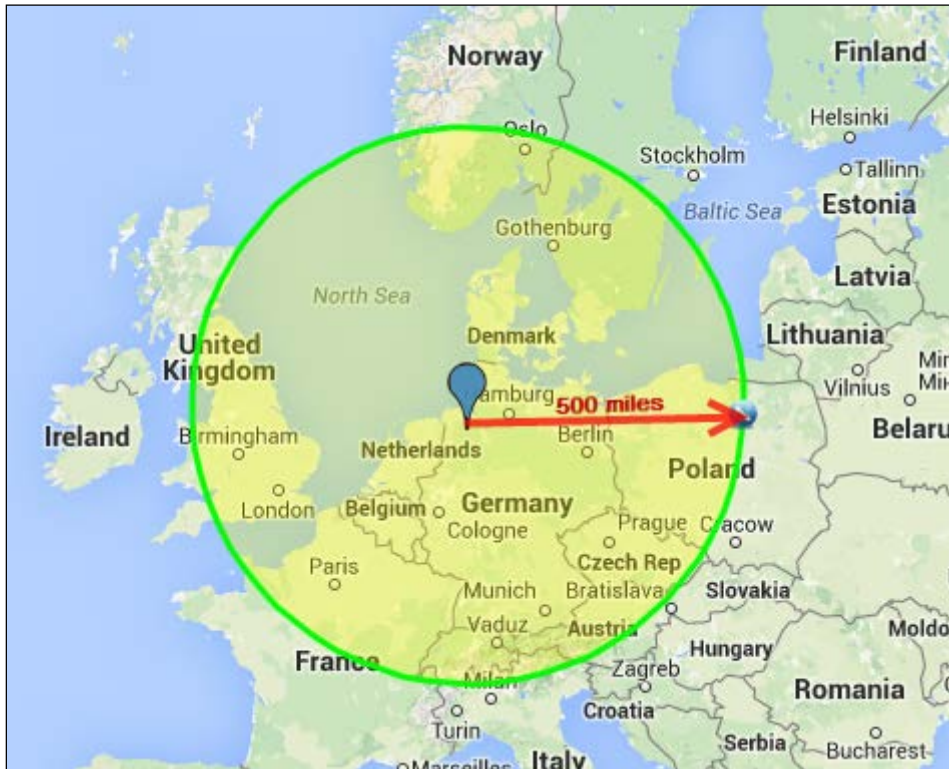 Norway
Finland
Oslo
Helsinki
Stockholm
Tallinn
Baltic Sea
Estonia
Gothenburg
Latvia
North Sea
Denmark
Lithuania
United
Kingdom
Vilnius
500 miles
Ireland
Birmingham
Netherlands
Berlin
Poland
London
Belgium
Germany
Cologne
Prague
Cracow
Czech Rep
Paris
Munich
Bratislava
Slovakia
Vaduz
Austria
Hungary
France
Zagreb
Milan
Romania
Turin
Croatia
Serbia
Bucharest
Marseilles
Italy